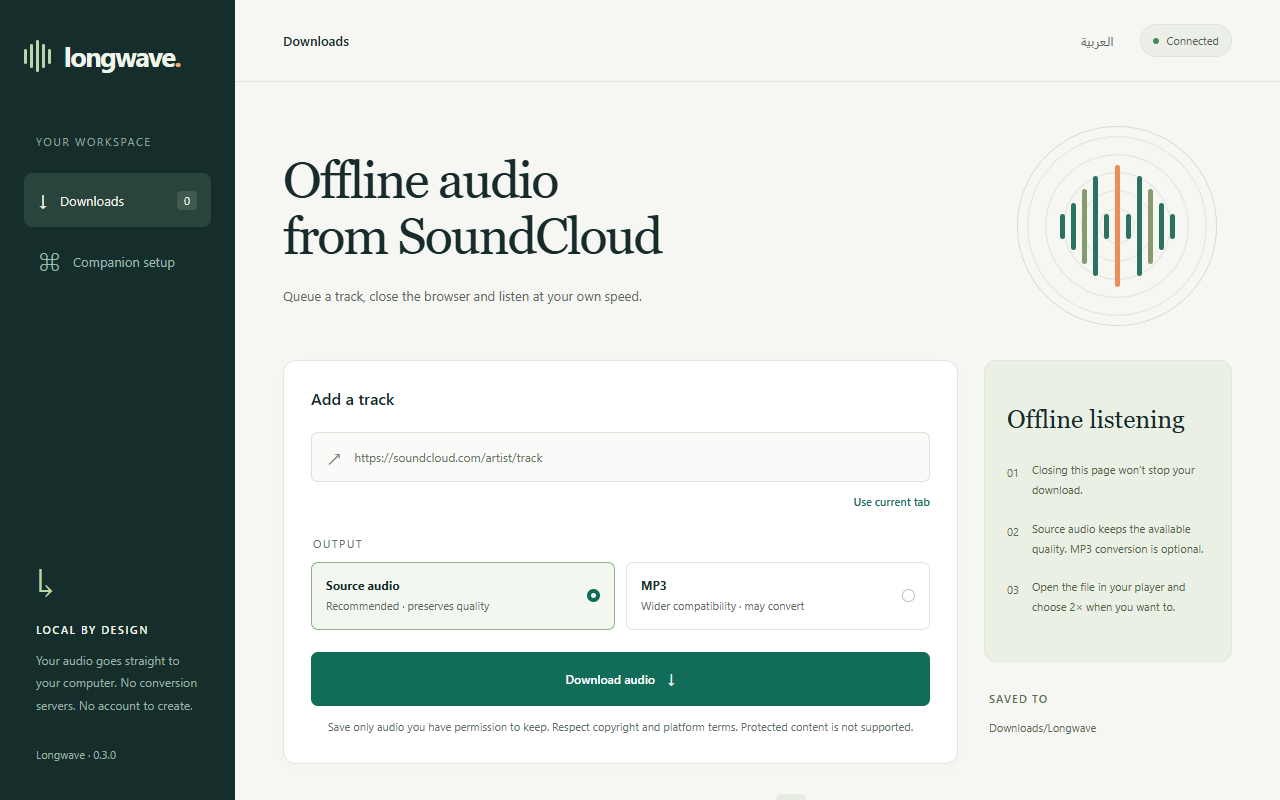 longwave.
YOUR WORKSPACE
↓ Downloads 0
⌘ Companion setup
LOCAL BY DESIGN
Your audio goes straight to
your computer. No conversion
servers. No account to create.
Longwave · 0.3.0
Downloads
العربية
Connected
Offline audio
from SoundCloud
Queue a track, close the browser and listen at your own speed.
Add a track
↗ https://soundcloud.com/artist/track
Use current tab
OUTPUT
Source audio
Recommended · preserves quality
MP3
Wider compatibility · may convert
Download audio ↓
Save only audio you have permission to keep. Respect copyright and platform terms. Protected content is not supported.
Offline listening
01 Closing this page won't stop your
download.
02 Source audio keeps the available
quality. MP3 conversion is optional.
03 Open the file in your player and
choose 2× when you want to.
SAVED TO
Downloads/Longwave